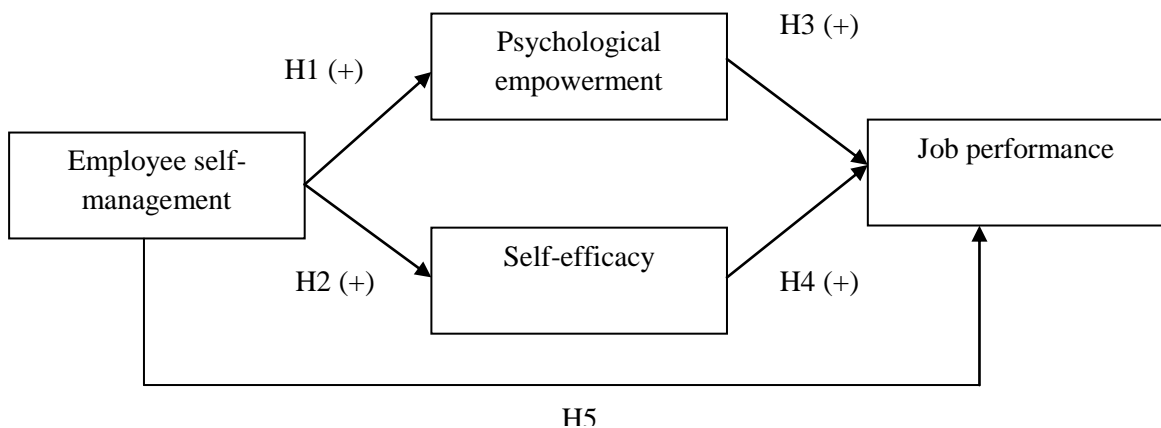 H3 (+)
Psychological
empowerment
H1 (+)
Employee self-
management
Job performance
Self-efficacy
H2 (+)
H4 (+)
H5